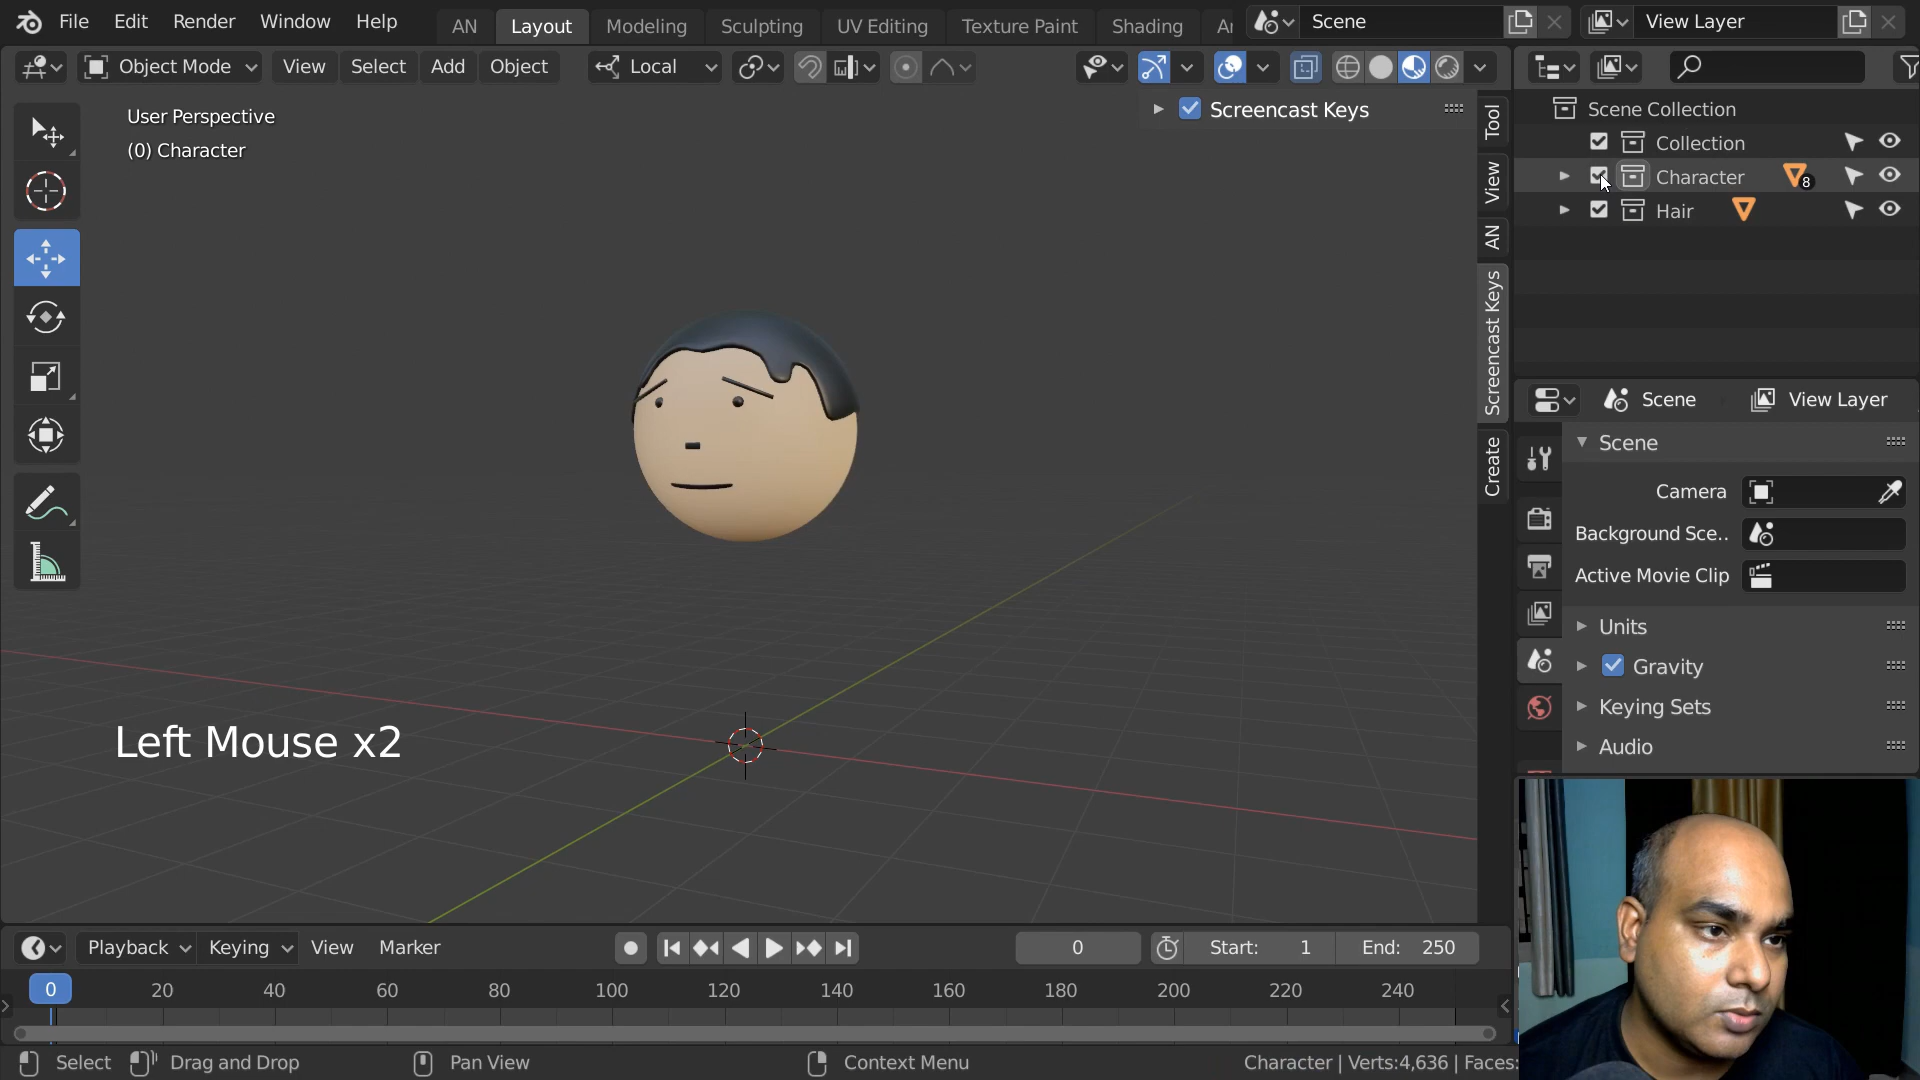 File Edit Render Window Help AN Layout Modeling Sculpting UV Editing Texture Paint Shading Scene View Layer
Object Mode View Select Add Object Local
User Perspective
(0) Character
Screencast Keys
Tool
View
AN
Screencast Keys
Create
Scene Collection
Collection
Character 8
Hair
Scene View Layer
Scene
Camera
Background Sce..
Active Movie Clip
Units
Gravity
Keying Sets
Audio
Left Mouse x2
Playback Keying View Marker 0 Start: 1 End: 250
0 20 40 60 80 100 120 140 160 180 200 220 240
Select Drag and Drop Pan View Context Menu Character | Verts:4,636 | Faces: